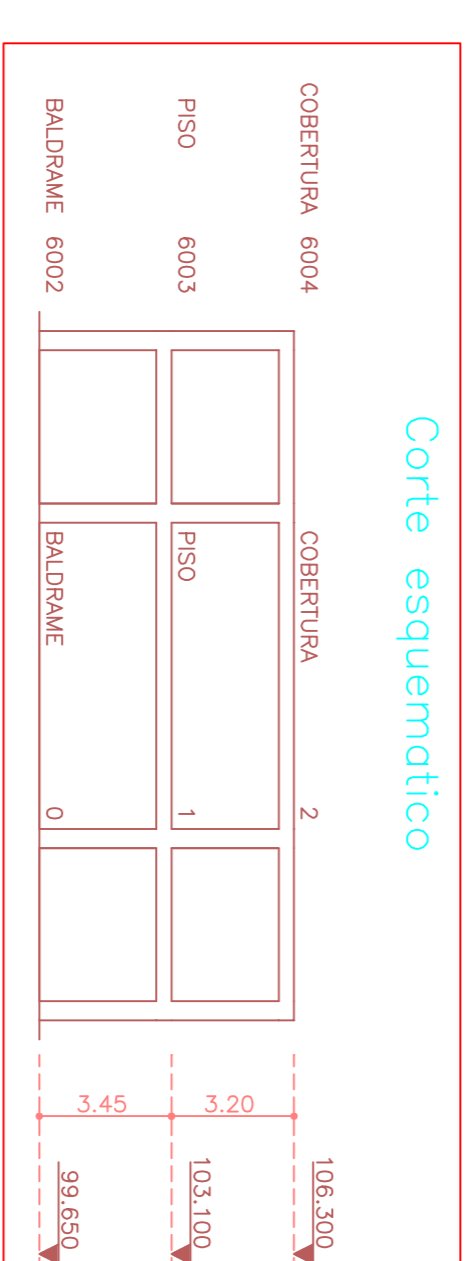 Corte esquematico
COBERTURA 6004
COBERTURA 2
106.300
3.20
PISO 6003
PISO 1
103.100
3.45
BALDRAME 6002
BALDRAME 0
99.650